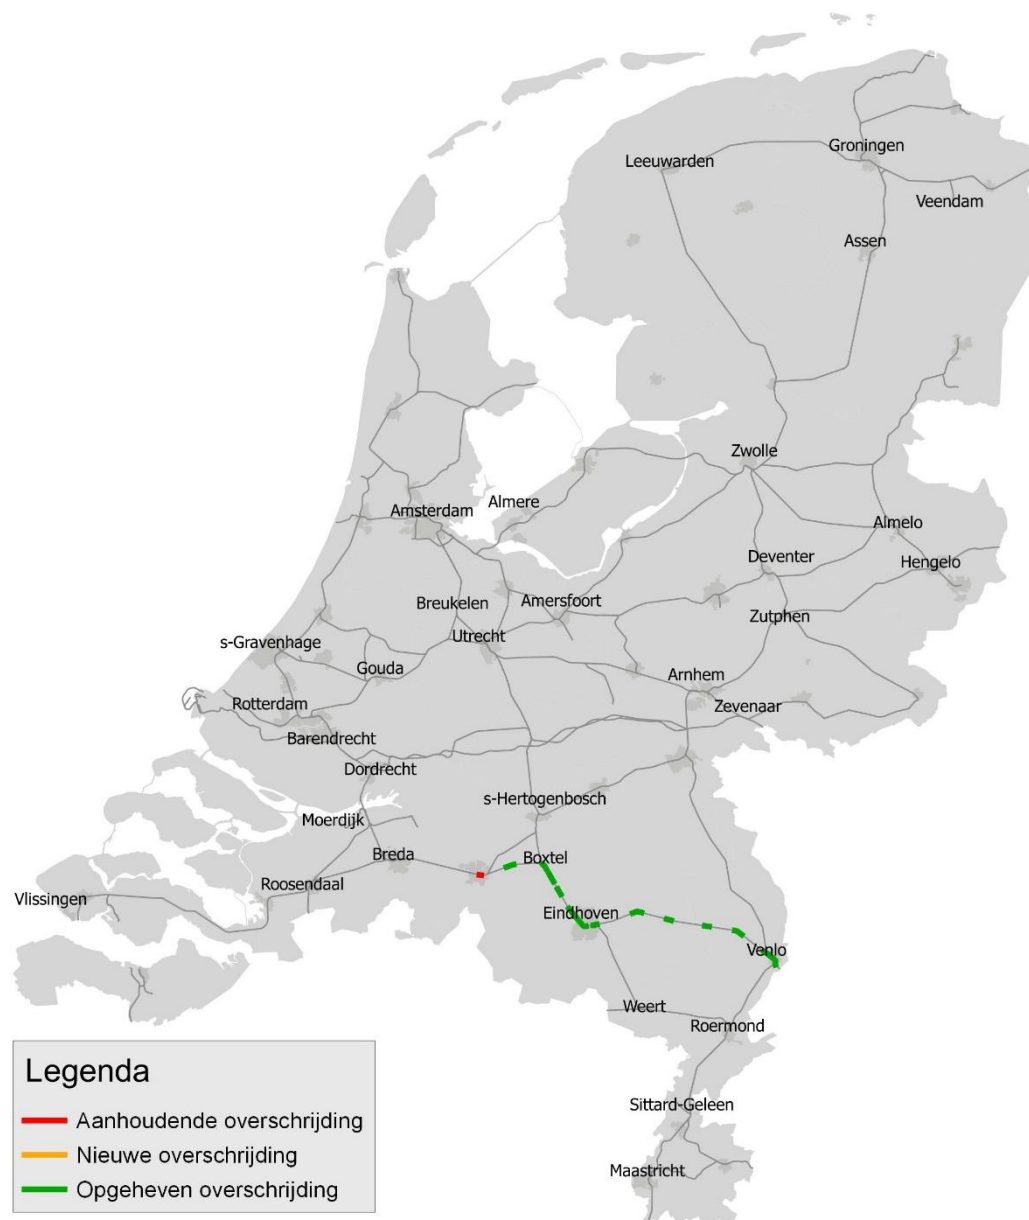 Groningen
Leeuwarden
Veendam
Assen
Zwolle
Almere
Amsterdam
Almelo
Deventer
Hengelo
Breukelen
Amersfoort
Zutphen
Utrecht
s-Gravenhage
Gouda
Arnhem
Rotterdam
Zevenaar
Barendrecht
Dordrecht
s-Hertogenbosch
Moerdijk
Breda
Boxtel
Roosendaal
Vlissingen
Eindhoven
Venlo
Weert
Roermond
Sittard-Geleen
Maastricht
Legenda
Aanhoudende overschrijding
Nieuwe overschrijding
Opgeheven overschrijding